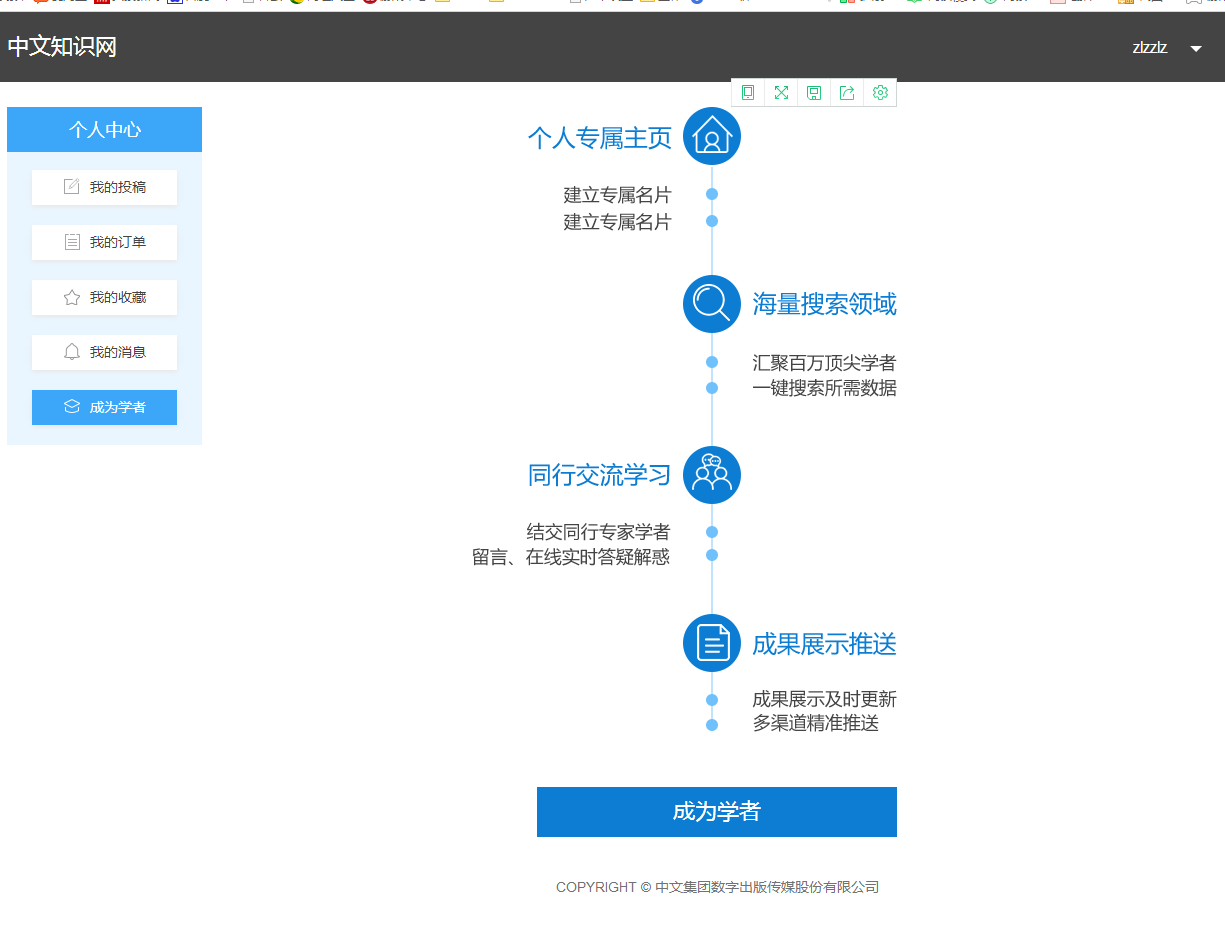 中文知识网
zlzzlz
个人中心
我的投稿
我的订单
我的收藏
我的消息
成为学者
个人专属主页
建立专属名片
建立专属名片
海量搜索领域
汇聚百万顶尖学者
一键搜索所需数据
同行交流学习
结交同行专家学者
留言、在线实时答疑解惑
成果展示推送
成果展示及时更新
多渠道精准推送
成为学者
COPYRIGHT © 中文集团数字出版传媒股份有限公司